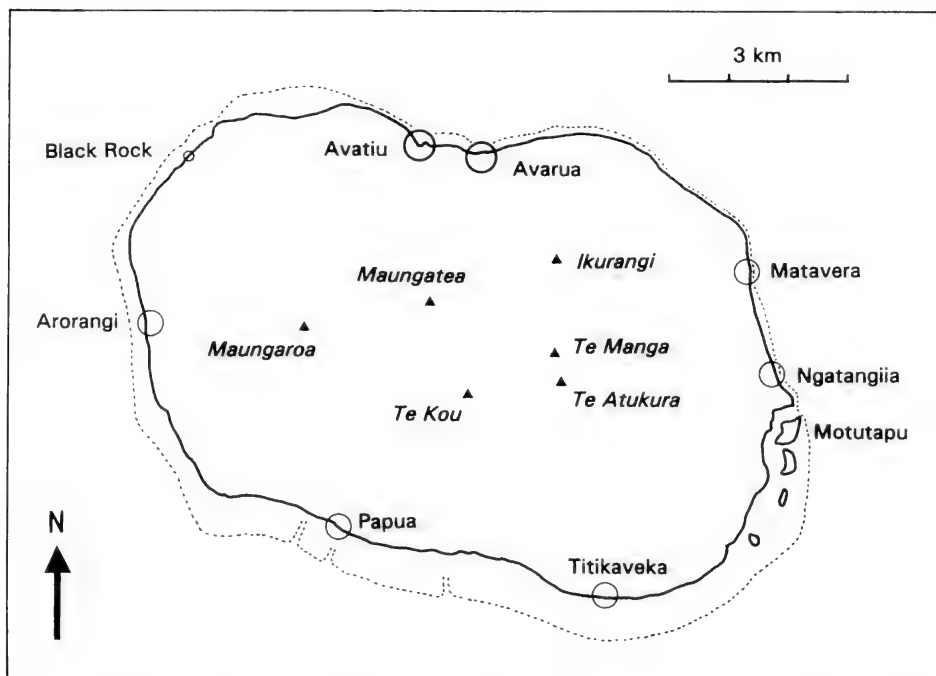 3 km
Black Rock
Avatiu
Avarua
Ikurangi
Maungatea
Matavera
Arorangi
Maungaroa
Te Manga
Ngatangiia
Te Kou
Te Atukura
Motutapu
N
Papua
Titikaveka